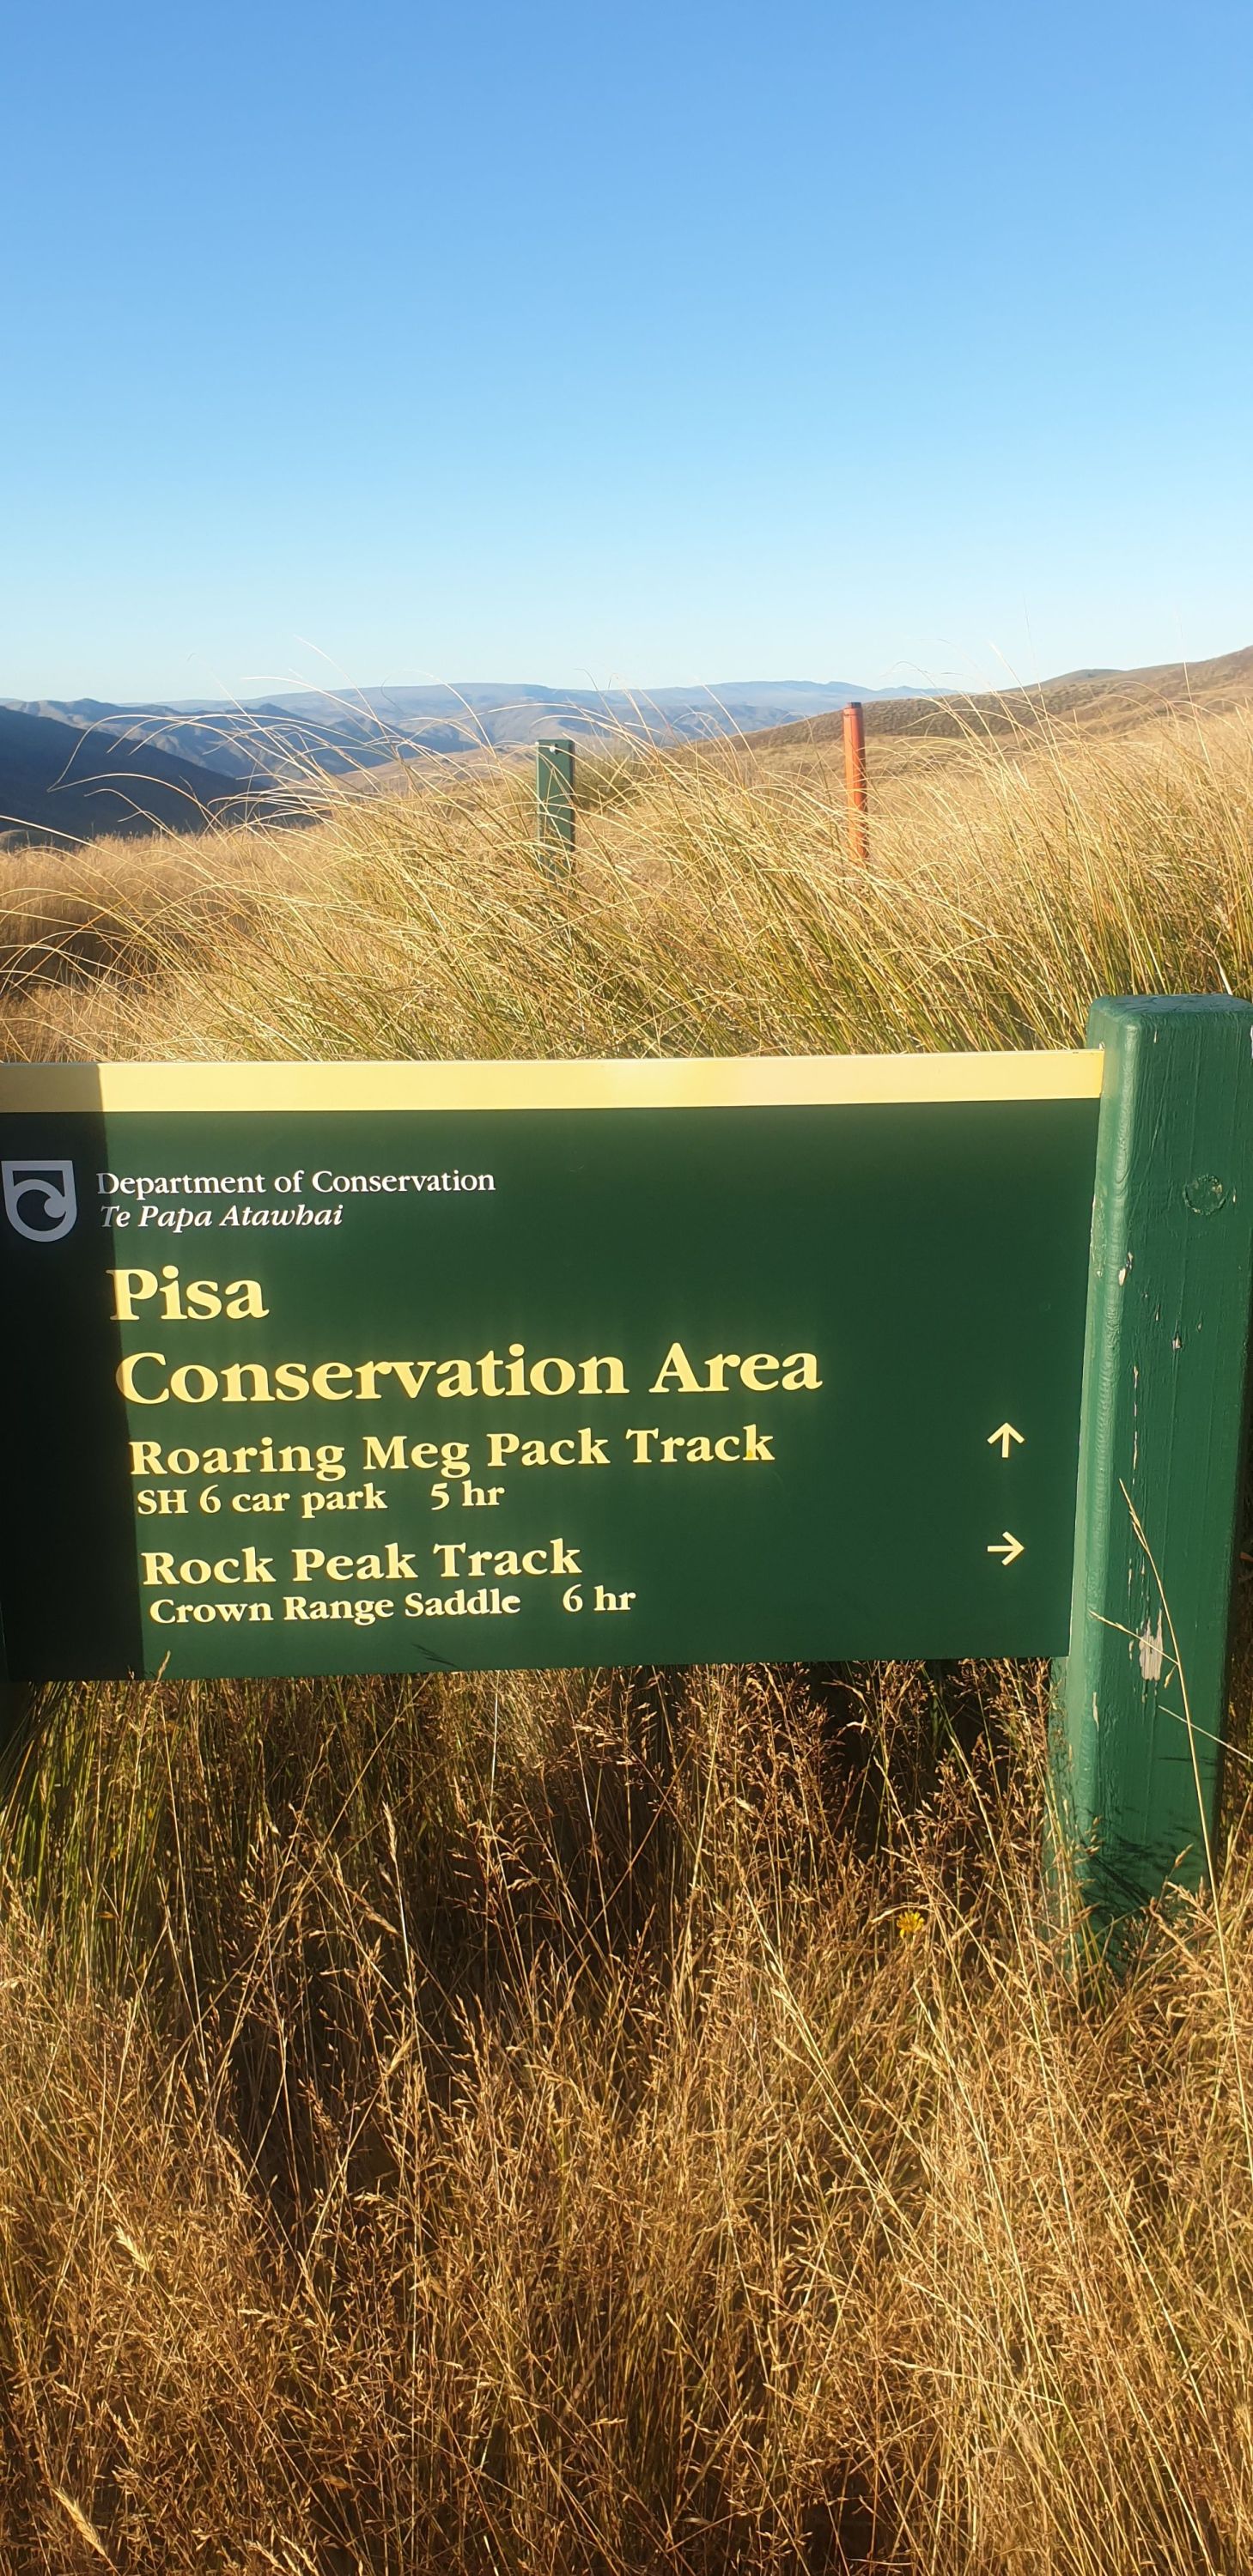 Department of Conservation
Te Papa Atawhai
Pisa
Conservation Area
Roaring Meg Pack Track ↑
SH 6 car park 5 hr
Rock Peak Track →
Crown Range Saddle 6 hr